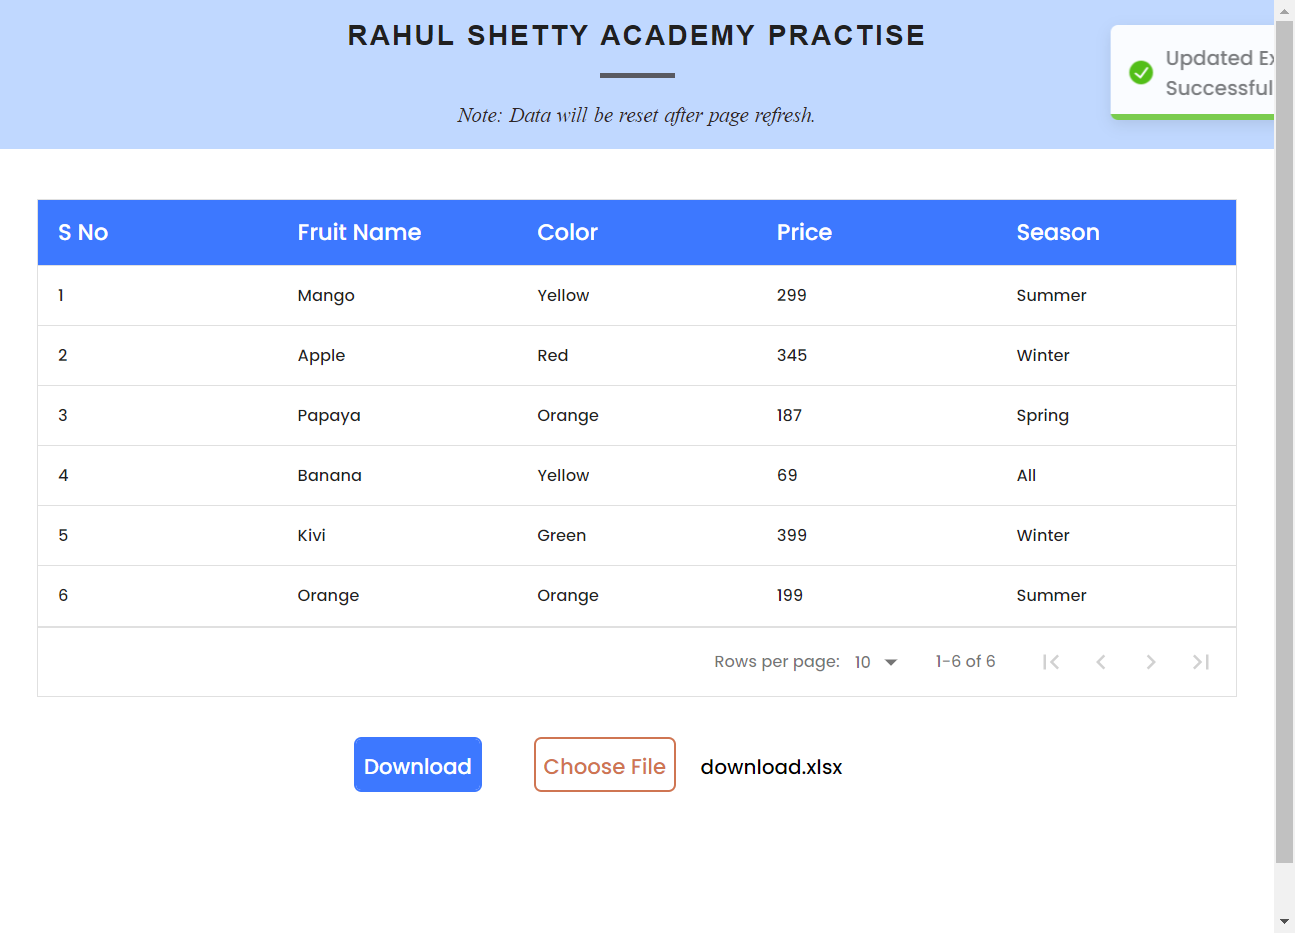 RAHUL SHETTY ACADEMY PRACTISE
Note: Data will be reset after page refresh.
Updated
Successful
S No Fruit Name Color Price Season
1 Mango Yellow 299 Summer
2 Apple Red 345 Winter
3 Papaya Orange 187 Spring
4 Banana Yellow 69 All
5 Kivi Green 399 Winter
6 Orange Orange 199 Summer
Rows per page: 10 1-6 of 6
Download Choose File download.xlsx